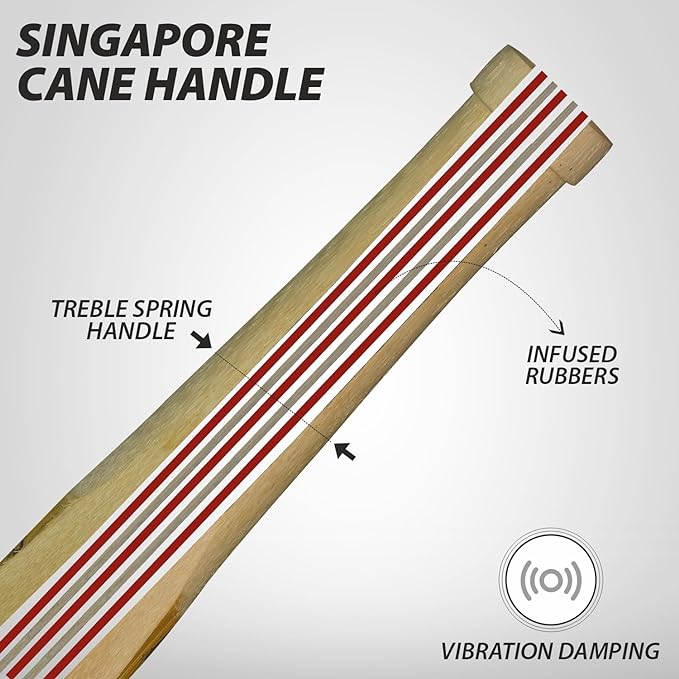 SINGAPORE
CANE HANDLE
TREBLE SPRING
HANDLE
INFUSED
RUBBERS
VIBRATION DAMPING